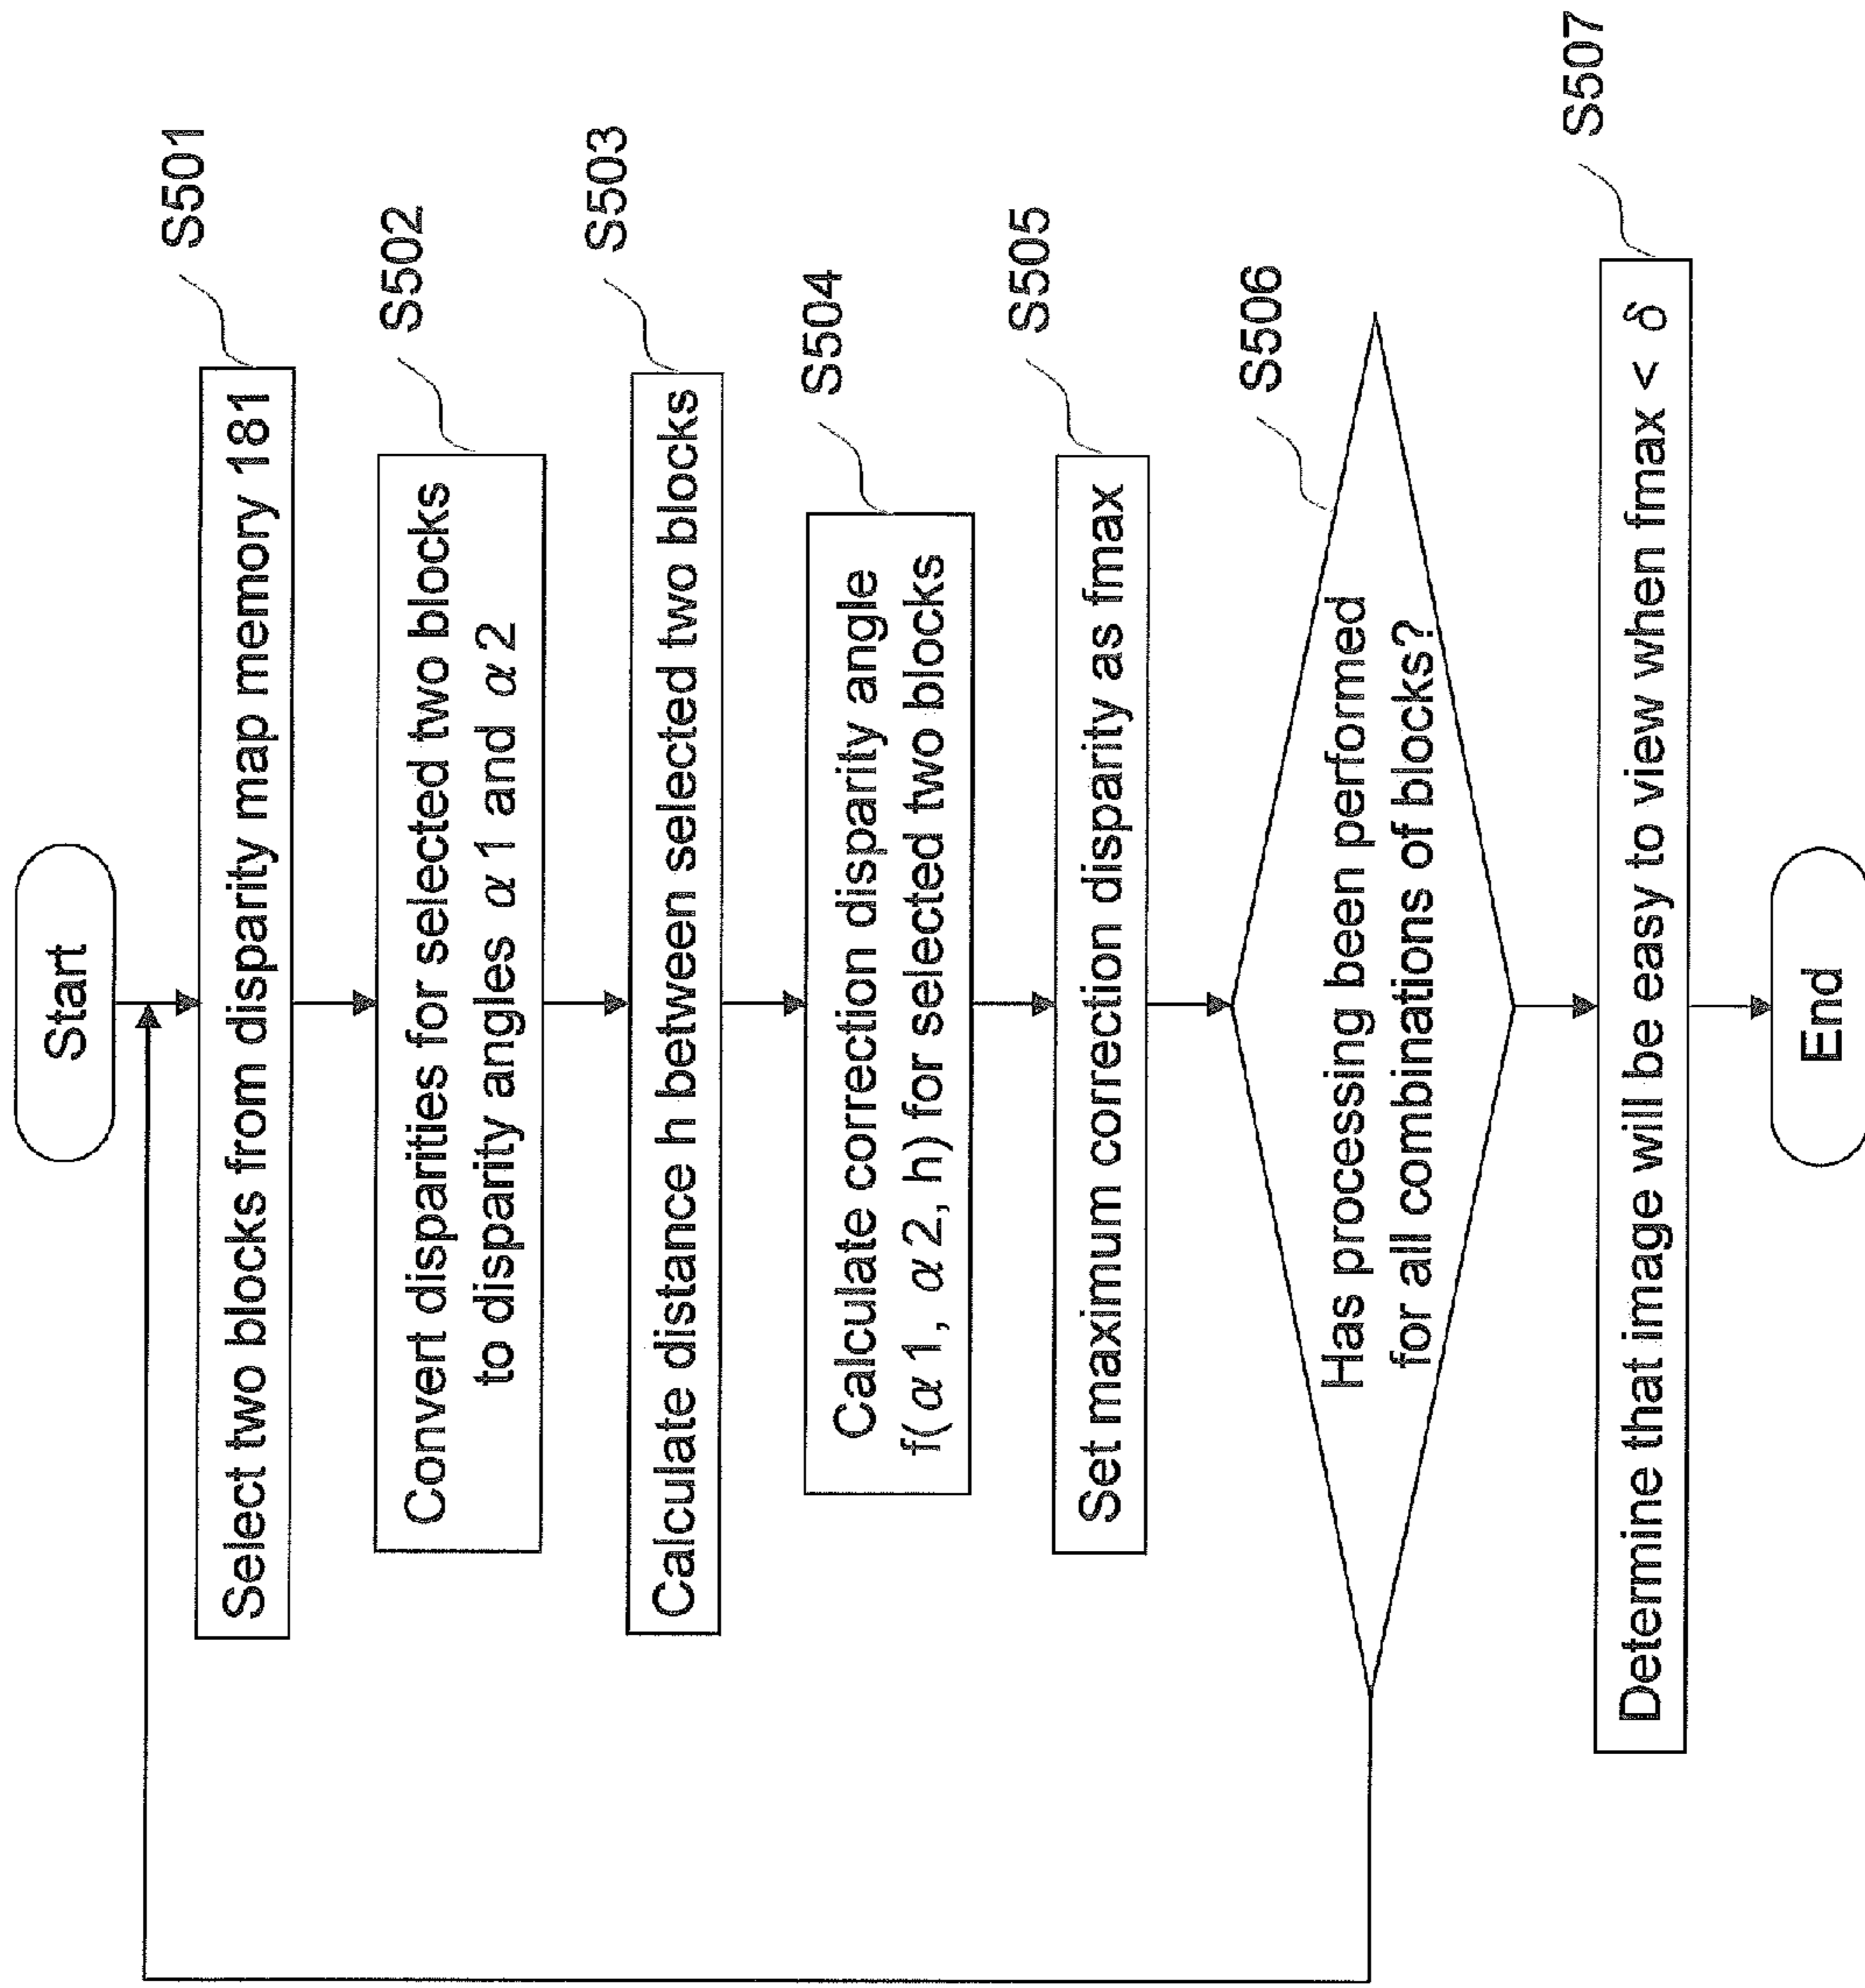 Start
Select two blocks from disparity map memory 181
S501
Convert disparities for selected two blocks
to disparity angles α1 and α2
S502
Calculate distance h between selected two blocks
S503
Calculate correction disparity angle
f(α1, α2, h) for selected two blocks
S504
Set maximum correction disparity as fmax
S505
Has processing been performed
for all combinations of blocks?
S506
Determine that image will be easy to view when fmax < δ
S507
End